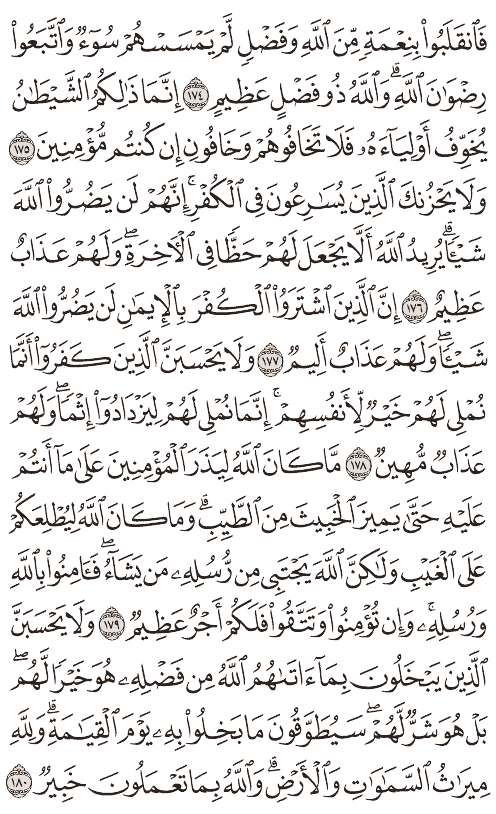 فَٱنقَلَبُوا۟ بِنِعْمَةٍ مِّنَ ٱللَّهِ وَفَضْلٍ لَّمْ يَمْسَسْهُمْ سُوٓءٌ وَٱتَّبَعُوا۟
رِضْوَٰنَ ٱللَّهِ ۗ وَٱللَّهُ ذُو فَضْلٍ عَظِيمٍ ١٧٤ إِنَّمَا ذَٰلِكُمُ ٱلشَّيْطَٰنُ
يُخَوِّفُ أَوْلِيَآءَهُۥ فَلَا تَخَافُوهُمْ وَخَافُونِ إِن كُنتُم مُّؤْمِنِينَ ١٧٥
وَلَا يَحْزُنكَ ٱلَّذِينَ يُسَٰرِعُونَ فِى ٱلْكُفْرِ ۚ إِنَّهُمْ لَن يَضُرُّوا۟ ٱللَّهَ
شَيْـًٔا ۗ يُرِيدُ ٱللَّهُ أَلَّا يَجْعَلَ لَهُمْ حَظًّا فِى ٱلْءَاخِرَةِ ۖ وَلَهُمْ عَذَابٌ
عَظِيمٌ ١٧٦ إِنَّ ٱلَّذِينَ ٱشْتَرَوُا۟ ٱلْكُفْرَ بِٱلْإِيمَٰنِ لَن يَضُرُّوا۟ ٱللَّهَ
شَيْـًٔا ۖ وَلَهُمْ عَذَابٌ أَلِيمٌ ١٧٧ وَلَا يَحْسَبَنَّ ٱلَّذِينَ كَفَرُوٓا۟ أَنَّمَا
نُمْلِى لَهُمْ خَيْرٌ لِّأَنفُسِهِمْ ۚ إِنَّمَا نُمْلِى لَهُمْ لِيَزْدَادُوٓا۟ إِثْمًا ۖ وَلَهُمْ
عَذَابٌ مُّهِينٌ ١٧٨ مَّا كَانَ ٱللَّهُ لِيَذَرَ ٱلْمُؤْمِنِينَ عَلَىٰ مَآ أَنتُمْ
عَلَيْهِ حَتَّىٰ يَمِيزَ ٱلْخَبِيثَ مِنَ ٱلطَّيِّبِ ۗ وَمَا كَانَ ٱللَّهُ لِيُطْلِعَكُمْ
عَلَى ٱلْغَيْبِ وَلَٰكِنَّ ٱللَّهَ يَجْتَبِى مِن رُّسُلِهِۦ مَن يَشَآءُ ۖ فَـَٔامِنُوا۟ بِٱللَّهِ
وَرُسُلِهِۦ ۚ وَإِن تُؤْمِنُوا۟ وَتَتَّقُوا۟ فَلَكُمْ أَجْرٌ عَظِيمٌ ١٧٩ وَلَا يَحْسَبَنَّ
ٱلَّذِينَ يَبْخَلُونَ بِمَآ ءَاتَىٰهُمُ ٱللَّهُ مِن فَضْلِهِۦ هُوَ خَيْرًا لَّهُم ۖ
بَلْ هُوَ شَرٌّ لَّهُمْ ۖ سَيُطَوَّقُونَ مَا بَخِلُوا۟ بِهِۦ يَوْمَ ٱلْقِيَٰمَةِ ۗ وَلِلَّهِ
مِيرَٰثُ ٱلسَّمَٰوَٰتِ وَٱلْأَرْضِ ۗ وَٱللَّهُ بِمَا تَعْمَلُونَ خَبِيرٌ ١٨٠